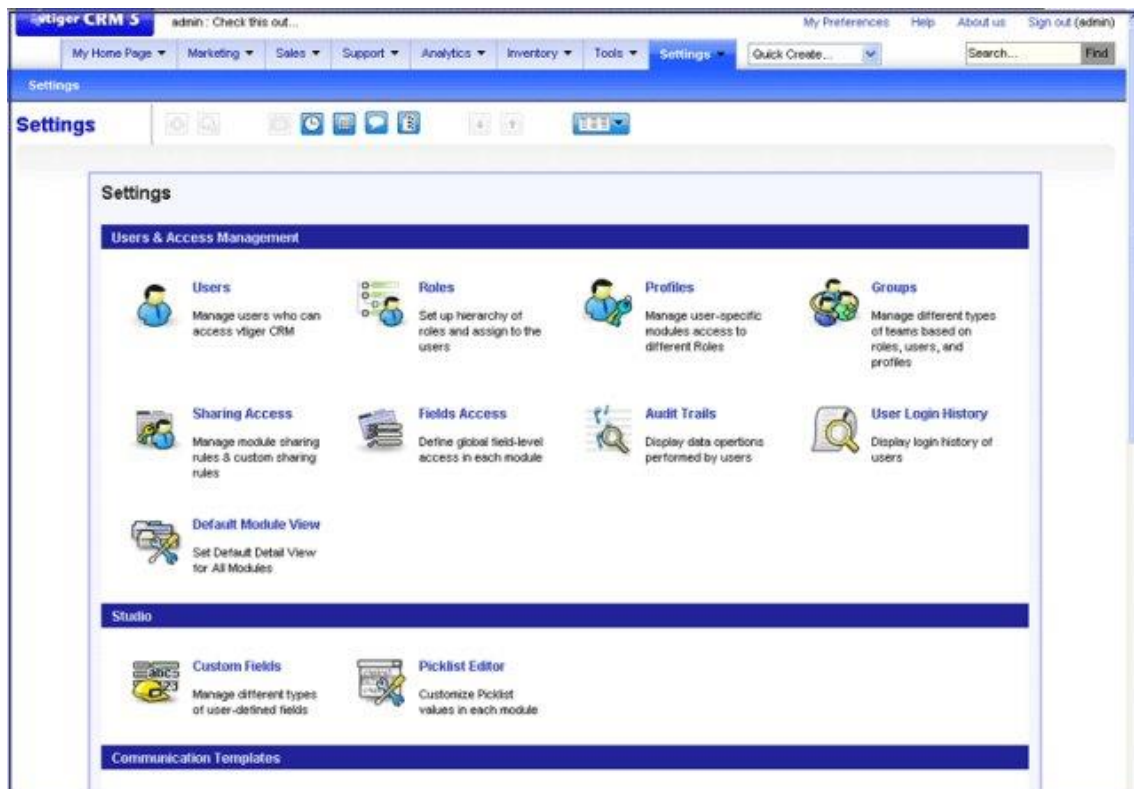 vtiger CRM 5 admin : Check this out... My Preferences Help About us Sign out (admin)
My Home Page Marketing Sales Support Analytics Inventory Tools Settings Quick Create... Search... Find
Settings
Settings
Settings
Users & Access Management
Users
Manage users who can
access vtiger CRM
Roles
Set up hierarchy of
roles and assign to the
users
Profiles
Manage user-specific
modules access to
different Roles
Groups
Manage different types
of teams based on
roles, users, and
profiles
Sharing Access
Manage module sharing
rules & custom sharing
rules
Fields Access
Define global field-level
access in each module
Audit Trails
Display data opertions
performed by users
User Login History
Display login history of
users
Default Module View
Set Default Detail View
for All Modules
Studio
Custom Fields
Manage different types
of user-defined fields
Picklist Editor
Customize Picklist
values in each module
Communication Templates